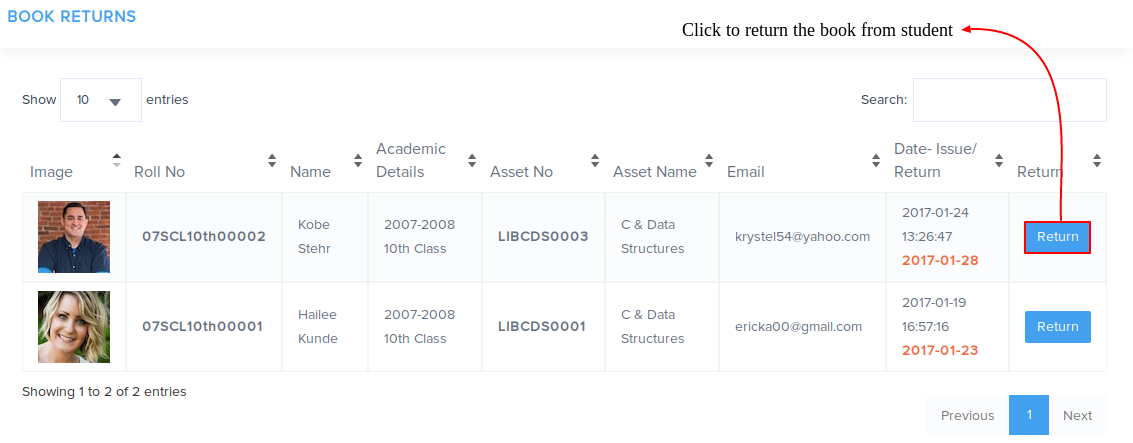 BOOK RETURNS
Click to return the book from student
Show 10 entries
Search:
Image
Roll No
Name
Academic
Details
Asset No
Asset Name
Email
Date- Issue/
Return
Return
07SCL10th00002
Kobe
Stehr
2007-2008
10th Class
LIBCDS0003
C & Data
Structures
krystel54@yahoo.com
2017-01-24
13:26:47
2017-01-28
Return
07SCL10th00001
Hailee
Kunde
2007-2008
10th Class
LIBCDS0001
C & Data
Structures
ericka00@gmail.com
2017-01-19
16:57:16
2017-01-23
Return
Showing 1 to 2 of 2 entries
Previous 1 Next